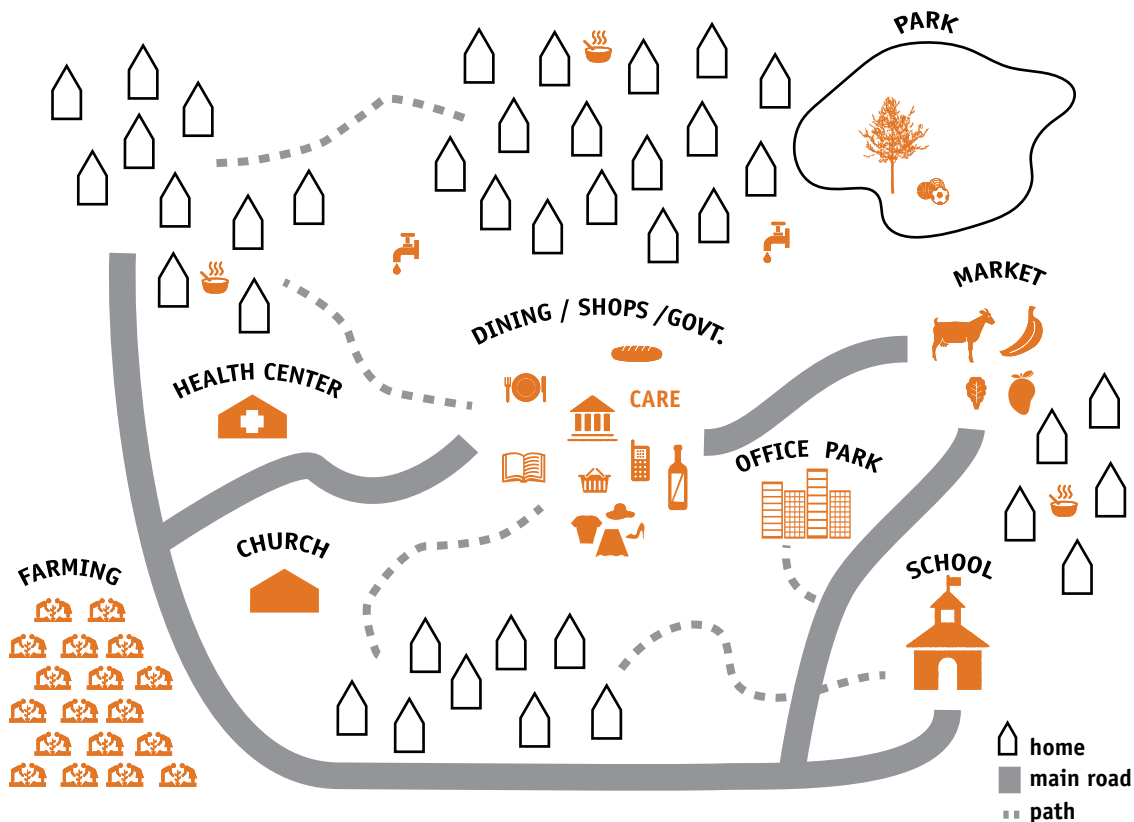 PARK
MARKET
DINING / SHOPS /GOVT.
HEALTH CENTER
CARE
OFFICE PARK
CHURCH
SCHOOL
FARMING
home
main road
path